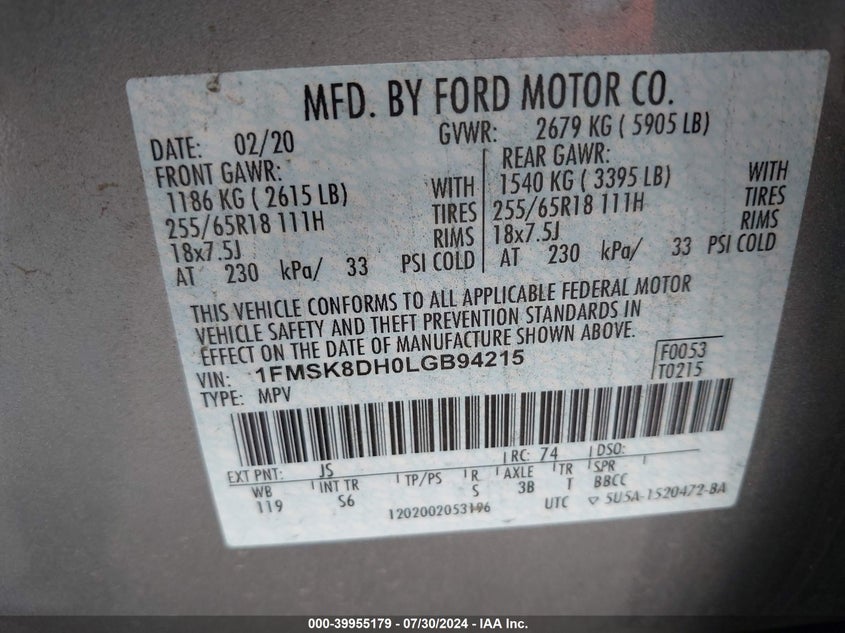 MFD. BY FORD MOTOR CO.
DATE: 02/20 GVWR: 2679 KG ( 5905 LB)
FRONT GAWR: REAR GAWR:
1186 KG ( 2615 LB) WITH 1540 KG ( 3395 LB) WITH
255/65R18 111H TIRES 255/65R18 111H TIRES
18x7.5J RIMS 18x7.5J RIMS
AT 230 kPa/ 33 PSI COLD AT 230 kPa/ 33 PSI COLD
THIS VEHICLE CONFORMS TO ALL APPLICABLE FEDERAL MOTOR
VEHICLE SAFETY AND THEFT PREVENTION STANDARDS IN
EFFECT ON THE DATE OF MANUFACTURE SHOWN ABOVE.
VIN: 1FMSK8DH0LGB94215 F0053
TYPE: MPV T0215
EXT PNT: JS RC: 74 DSO:
WB INT TR TP/PS R AXLE TR SPR
119 S6 S 3B T BBCC
1202002053196 UTC ▽ 5U5A-1520472-BA
000-39955179 / 07/30/2024 - IAA Inc.